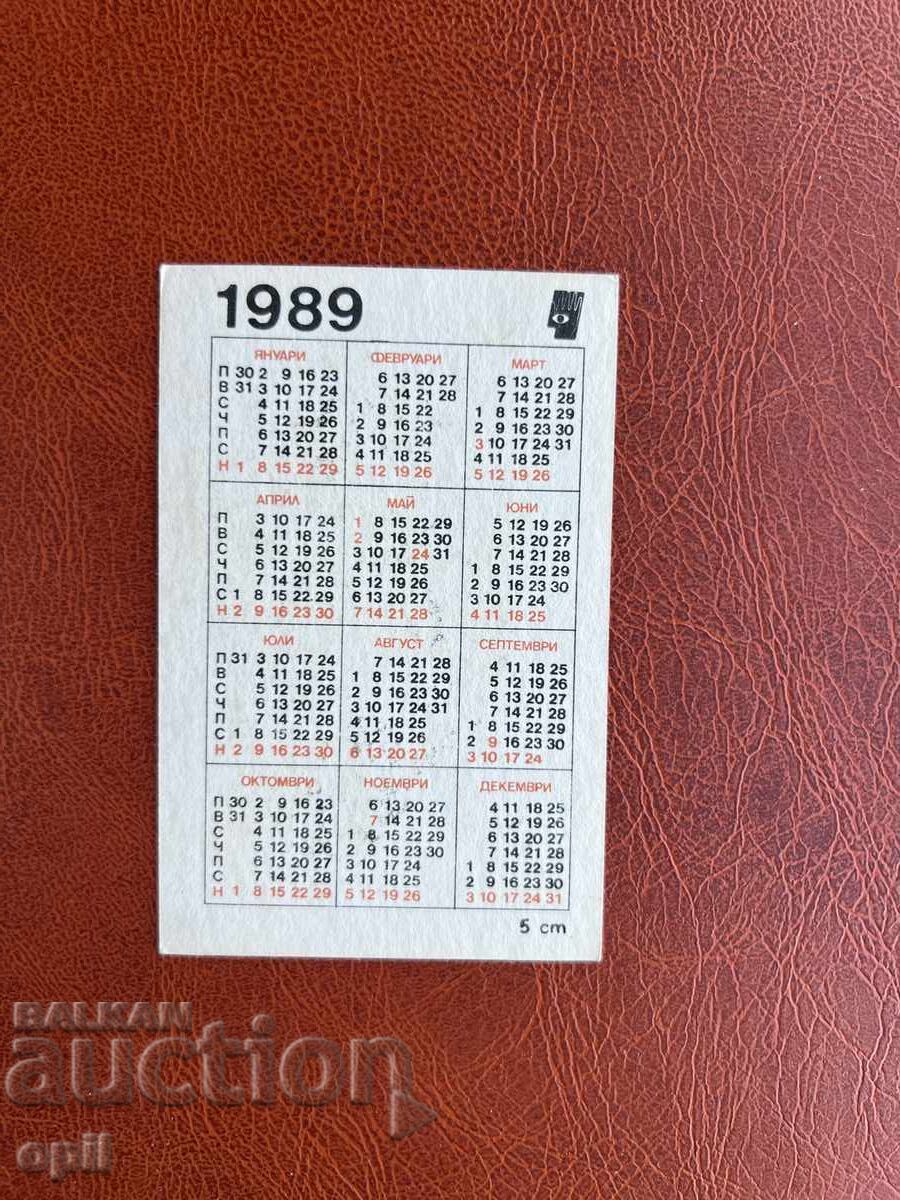 1989
ЯНУАРИ ФЕВРУАРИ МАРТ
П 30 2 9 16 23 6 13 20 27 6 13 20 27
В 31 3 10 17 24 7 14 21 28 7 14 21 28
С 4 11 18 25 1 8 15 22 1 8 15 22 29
Ч 5 12 19 26 2 9 16 23 2 9 16 23 30
П 6 13 20 27 3 10 17 24 3 10 17 24 31
С 7 14 21 28 4 11 18 25 4 11 18 25
Н 1 8 15 22 29 5 12 19 26 5 12 19 26
АПРИЛ МАЙ ЮНИ
П 3 10 17 24 1 8 15 22 29 5 12 19 26
В 4 11 18 25 2 9 16 23 30 6 13 20 27
С 5 12 19 26 3 10 17 24 31 7 14 21 28
Ч 6 13 20 27 4 11 18 25 1 8 15 22 29
П 7 14 21 28 5 12 19 26 2 9 16 23 30
С 1 8 15 22 29 6 13 20 27 3 10 17 24
Н 2 9 16 23 30 7 14 21 28 4 11 18 25
ЮЛИ АВГУСТ СЕПТЕМВРИ
П 31 3 10 17 24 7 14 21 28 4 11 18 25
В 4 11 18 25 1 8 15 22 29 5 12 19 26
С 5 12 19 26 2 9 16 23 30 6 13 20 27
Ч 6 13 20 27 3 10 17 24 31 7 14 21 28
П 7 14 21 28 4 11 18 25 1 8 15 22 29
С 1 8 15 22 29 5 12 19 26 2 9 16 23 30
Н 2 9 16 23 30 6 13 20 27 3 10 17 24
ОКТОМВРИ НОЕМВРИ ДЕКЕМВРИ
П 30 2 9 16 23 6 13 20 27 4 11 18 25
В 31 3 10 17 24 7 14 21 28 5 12 19 26
С 4 11 18 25 1 8 15 22 29 6 13 20 27
Ч 5 12 19 26 2 9 16 23 30 7 14 21 28
П 6 13 20 27 3 10 17 24 1 8 15 22 29
С 7 14 21 28 4 11 18 25 2 9 16 23 30
Н 1 8 15 22 29 5 12 19 26 3 10 17 24 31
5 cm
BALKAN
auction
opil